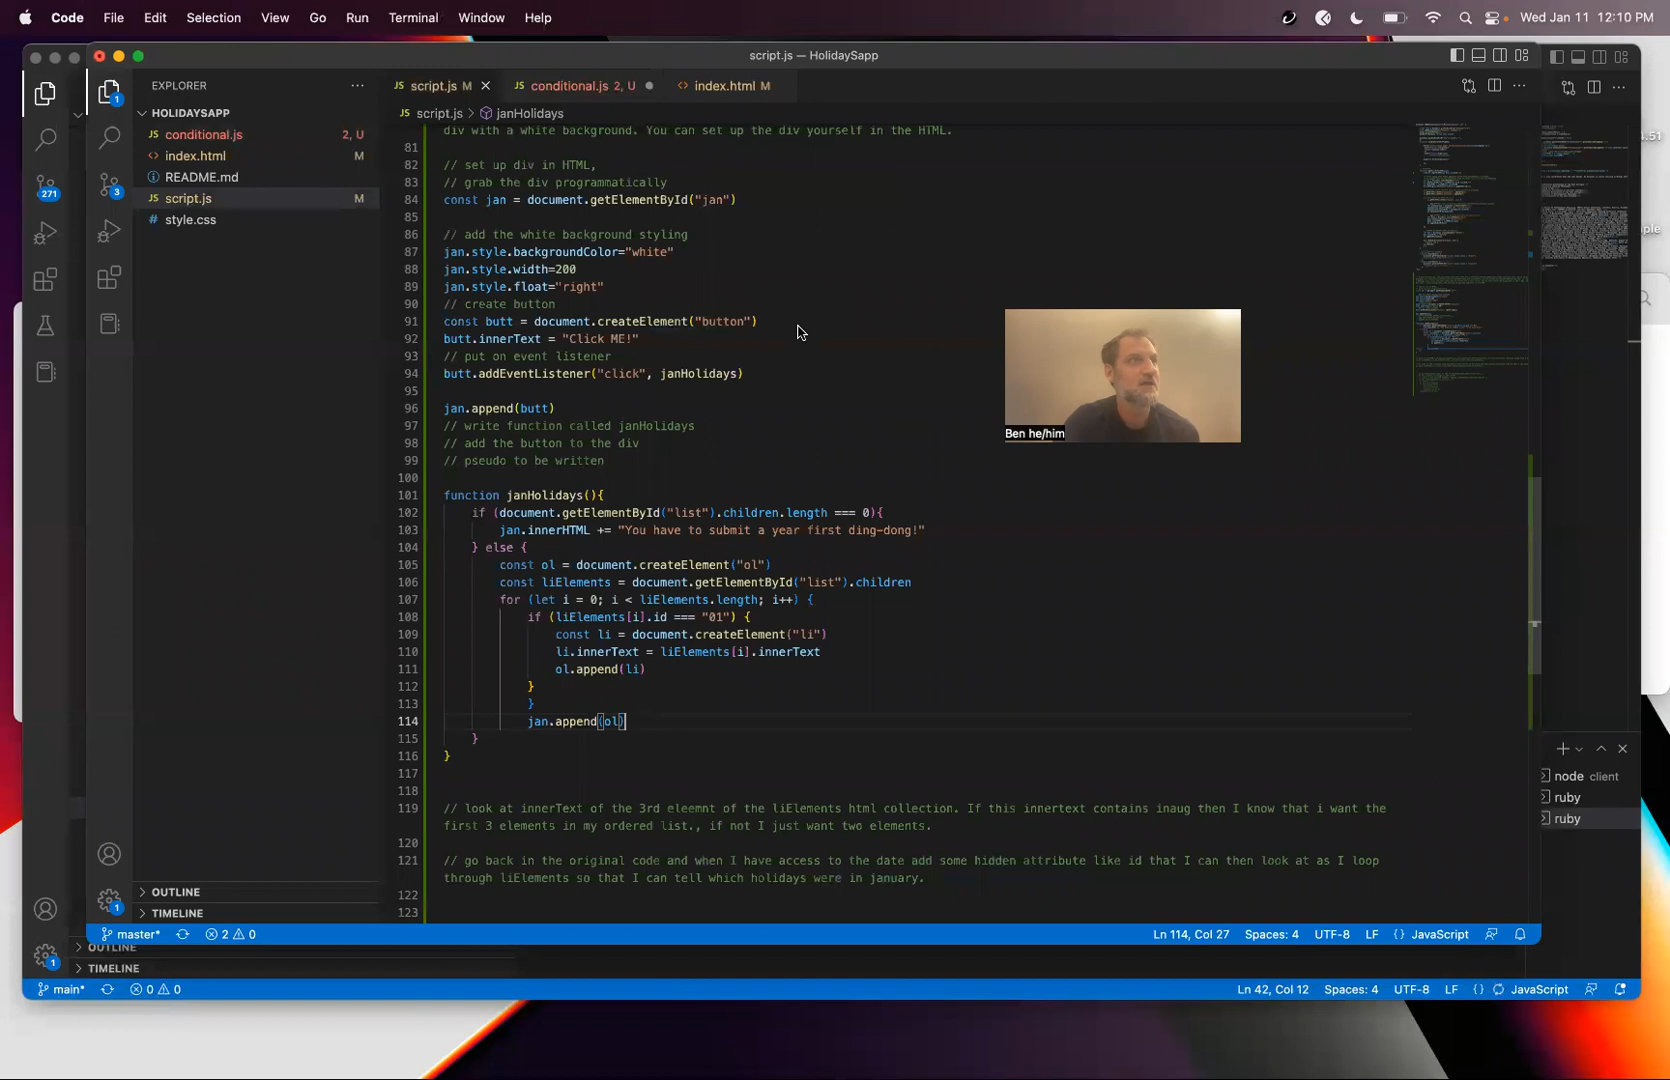 Code File Edit Selection View Go Run Terminal Window Help
Wed Jan 11 12:10 PM
script.js — HolidaySapp
EXPLORER
script.js M
conditional.js 2, U
index.html M
script.js > janHolidays
HOLIDAYSAPP
conditional.js 2, U
index.html M
README.md
script.js M
style.css
div with a white background. You can set up the div yourself in the HTML.
81
82 // set up div in HTML,
83 // grab the div programmatically
84 const jan = document.getElementById("jan")
85
86 // add the white background styling
87 jan.style.backgroundColor="white"
88 jan.style.width=200
89 jan.style.float="right"
90 // create button
91 const butt = document.createElement("button")
92 butt.innerText = "Click ME!"
93 // put on event listener
94 butt.addEventListener("click", janHolidays)
95
96 jan.append(butt)
97 // write function called janHolidays
98 // add the button to the div
99 // pseudo to be written
100
101 function janHolidays(){
102 if (document.getElementById("list").children.length === 0){
103 jan.innerHTML += "You have to submit a year first ding-dong!"
104 } else {
105 const ol = document.createElement("ol")
106 const liElements = document.getElementById("list").children
107 for (let i = 0; i < liElements.length; i++) {
108 if (liElements[i].id === "01") {
109 const li = document.createElement("li")
110 li.innerText = liElements[i].innerText
111 ol.append(li)
112 }
113 }
114 jan.append(ol)
115 }
116 }
117
118
119 // look at innerText of the 3rd eleemnt of the liElements html collection. If this innertext contains inaug then I know that i want the
first 3 elements in my ordered list., if not I just want two elements.
120
121 // go back in the original code and when I have access to the date add some hidden attribute like id that I can then look at as I loop
through liElements so that I can tell which holidays were in january.
122
123
Ben he/him
271
1
3
1
1
4.51
node client
ruby
ruby
OUTLINE
TIMELINE
master* 2 0
Ln 114, Col 27 Spaces: 4 UTF-8 LF {} JavaScript
OUTLINE
TIMELINE
main* 0 0
Ln 42, Col 12 Spaces: 4 UTF-8 LF {} JavaScript